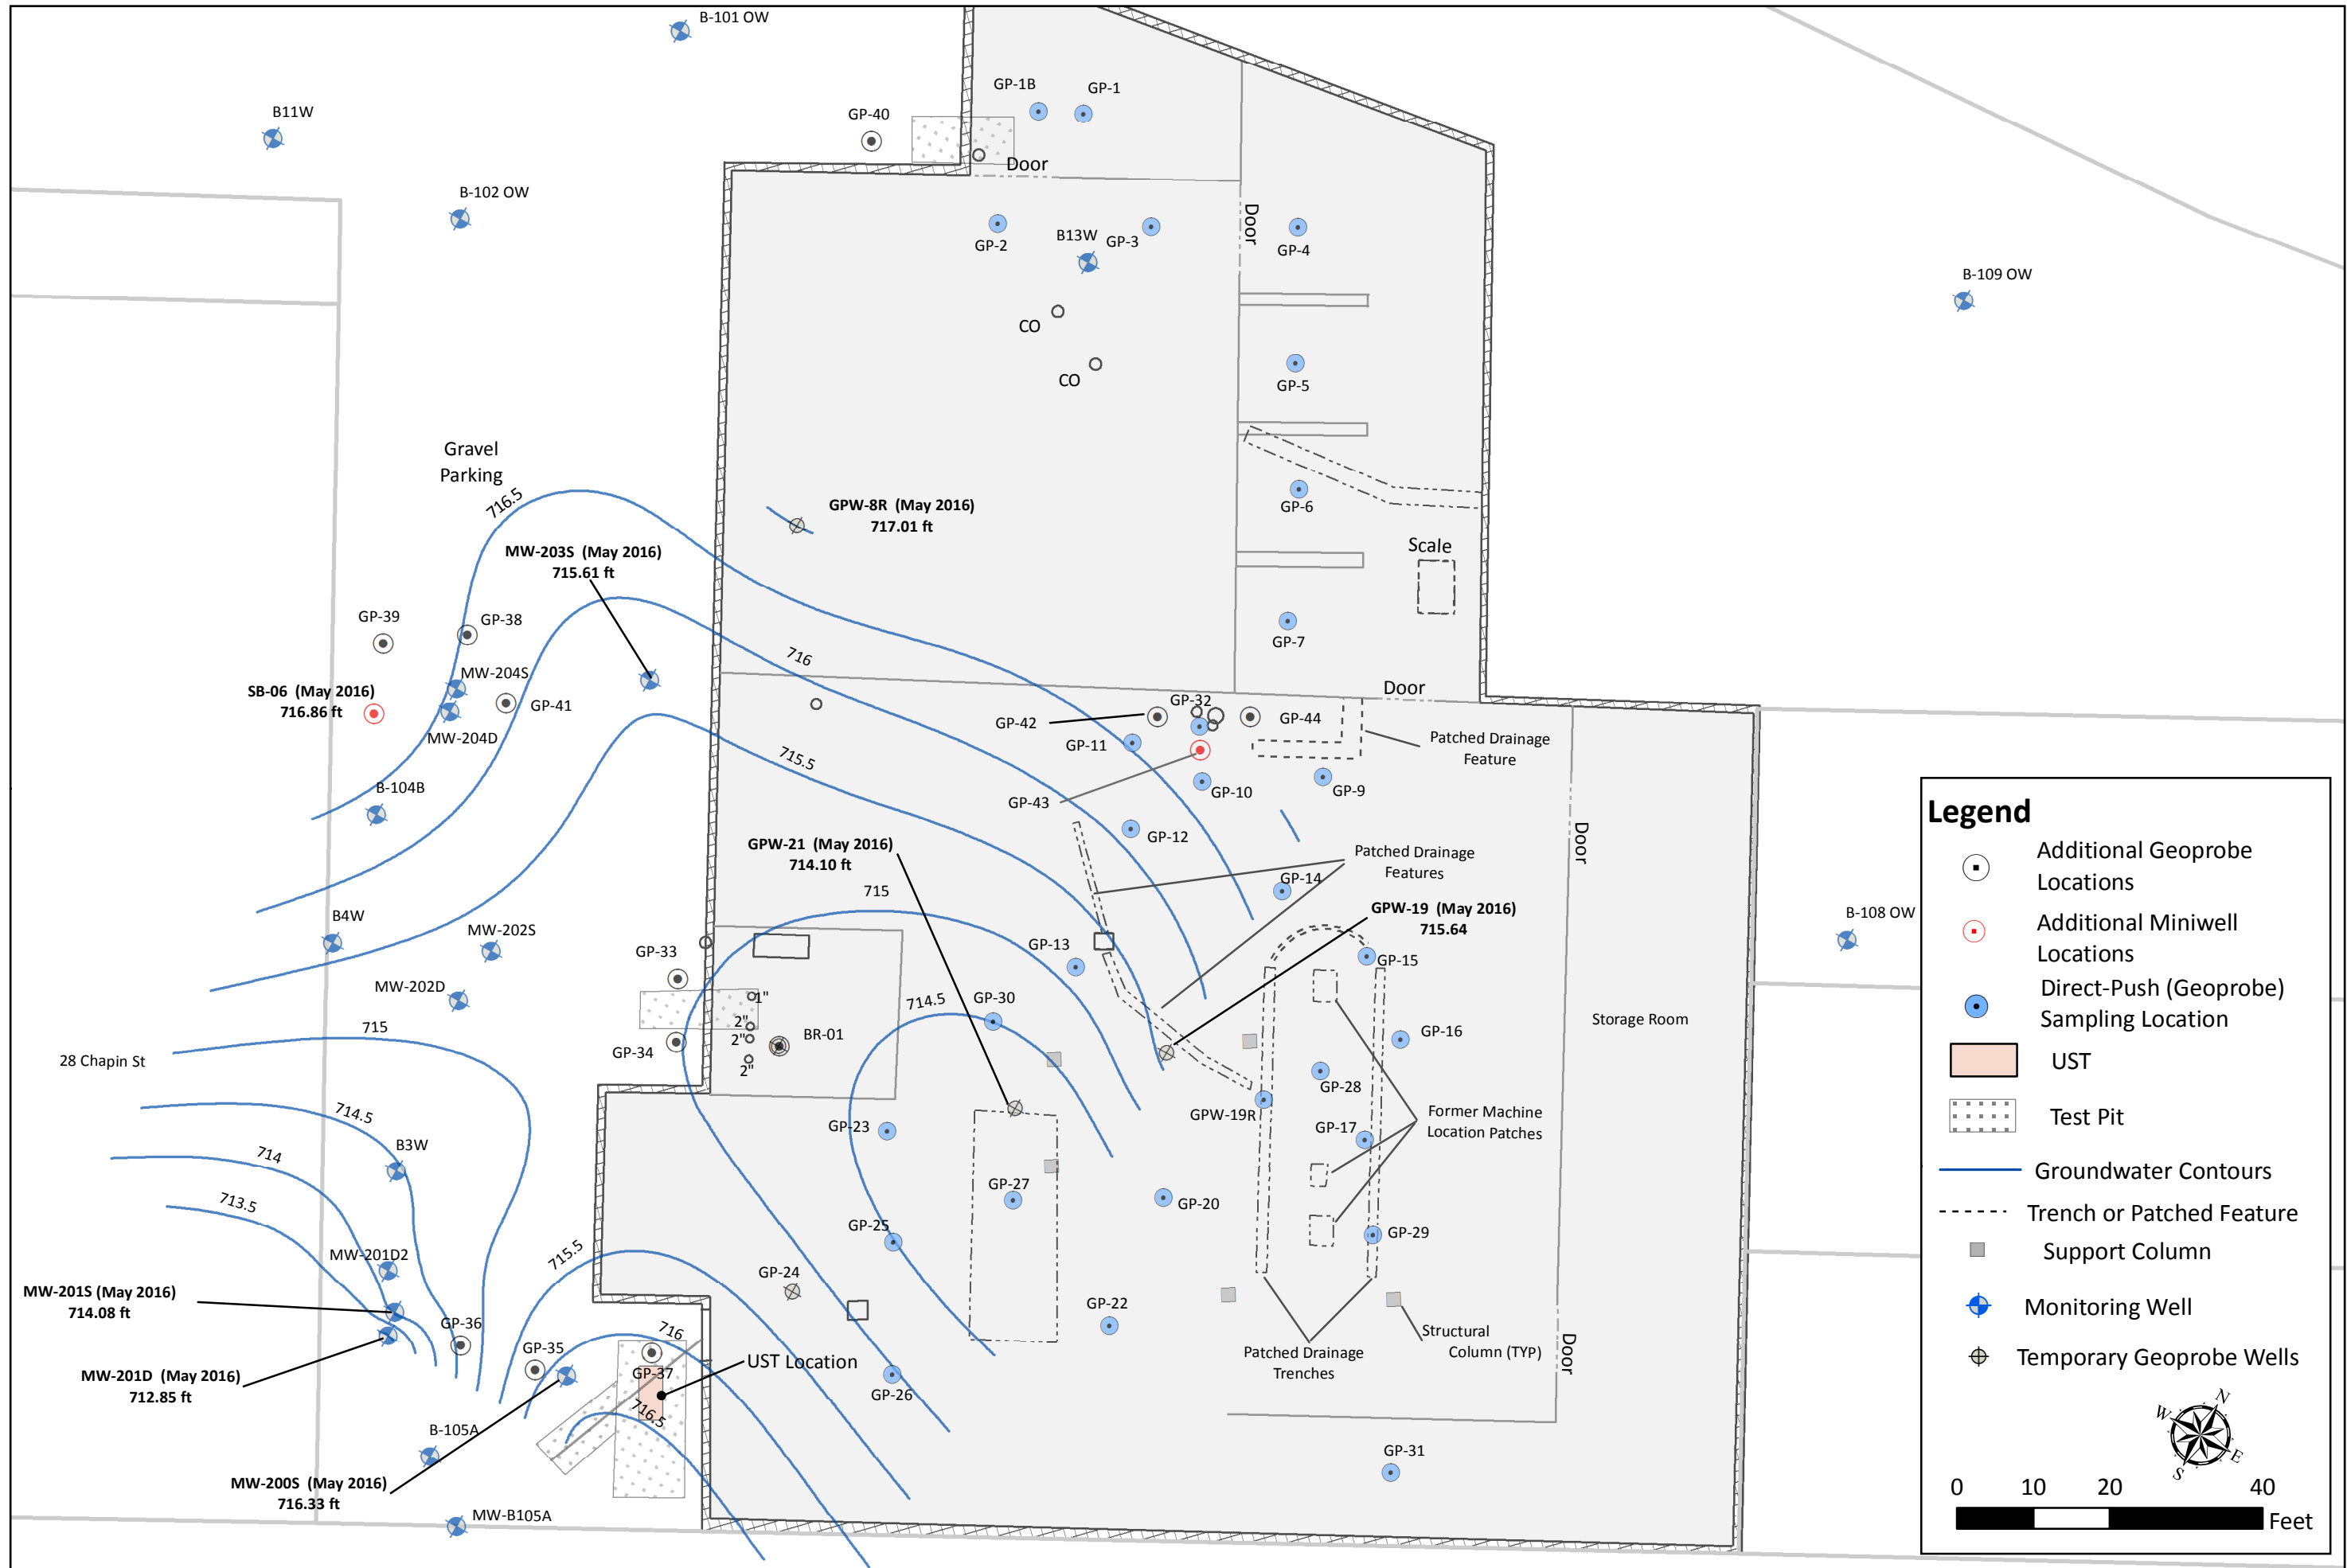 B-101 OW
GP-1B
GP-1
B11W
GP-40
Door
B-102 OW
Door
GP-2
B13W
GP-3
GP-4
B-109 OW
CO
CO
GP-5
Gravel
Parking
716.5
GPW-8R (May 2016)
717.01 ft
GP-6
MW-203S (May 2016)
715.61 ft
Scale
GP-39
GP-38
GP-7
716
MW-204S
SB-06 (May 2016)
716.86 ft
GP-41
Door
GP-32
GP-42
GP-44
GP-11
MW-204D
Patched Drainage
Feature
715.5
B-104B
GP-10
GP-9
GP-43
GP-12
Door
GPW-21 (May 2016)
714.10 ft
Patched Drainage
Features
GP-14
715
GPW-19 (May 2016)
715.64
B4W
MW-202S
B-108 OW
GP-13
GP-33
GP-15
MW-202D
1"
714.5
GP-30
2"
Storage Room
715
2"
BR-01
GP-16
GP-34
28 Chapin St
2"
GP-28
714.5
GPW-19R
Former Machine
Location Patches
GP-23
GP-17
B3W
714
GP-27
GP-20
713.5
GP-25
GP-29
MW-201D2
715.5
GP-24
MW-201S (May 2016)
714.08 ft
GP-22
GP-36
716
Structural
Column (TYP)
GP-35
UST Location
Patched Drainage
Trenches
Door
MW-201D (May 2016)
712.85 ft
GP-37
GP-26
716.5
B-105A
GP-31
MW-200S (May 2016)
716.33 ft
MW-B105A
Legend
Additional Geoprobe
Locations
Additional Miniwell
Locations
Direct-Push (Geoprobe)
Sampling Location
UST
Test Pit
Groundwater Contours
Trench or Patched Feature
Support Column
Monitoring Well
Temporary Geoprobe Wells
N
W
E
S
0 10 20 40
Feet